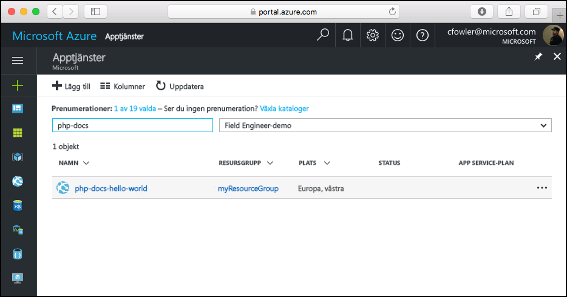 portal.azure.com
Microsoft Azure Apptjänster
cfowler@microsoft.com
MICROSOFT
Apptjänster
Microsoft
Lägg till Kolumner Uppdatera
Prenumerationer: 1 av 19 valda – Ser du ingen prenumeration? Växla kataloger
php-docs Field Engineer-demo
1 objekt
NAMN RESURSGRUPP PLATS STATUS APP SERVICE-PLAN
php-docs-hello-world myResourceGroup Europa, västra